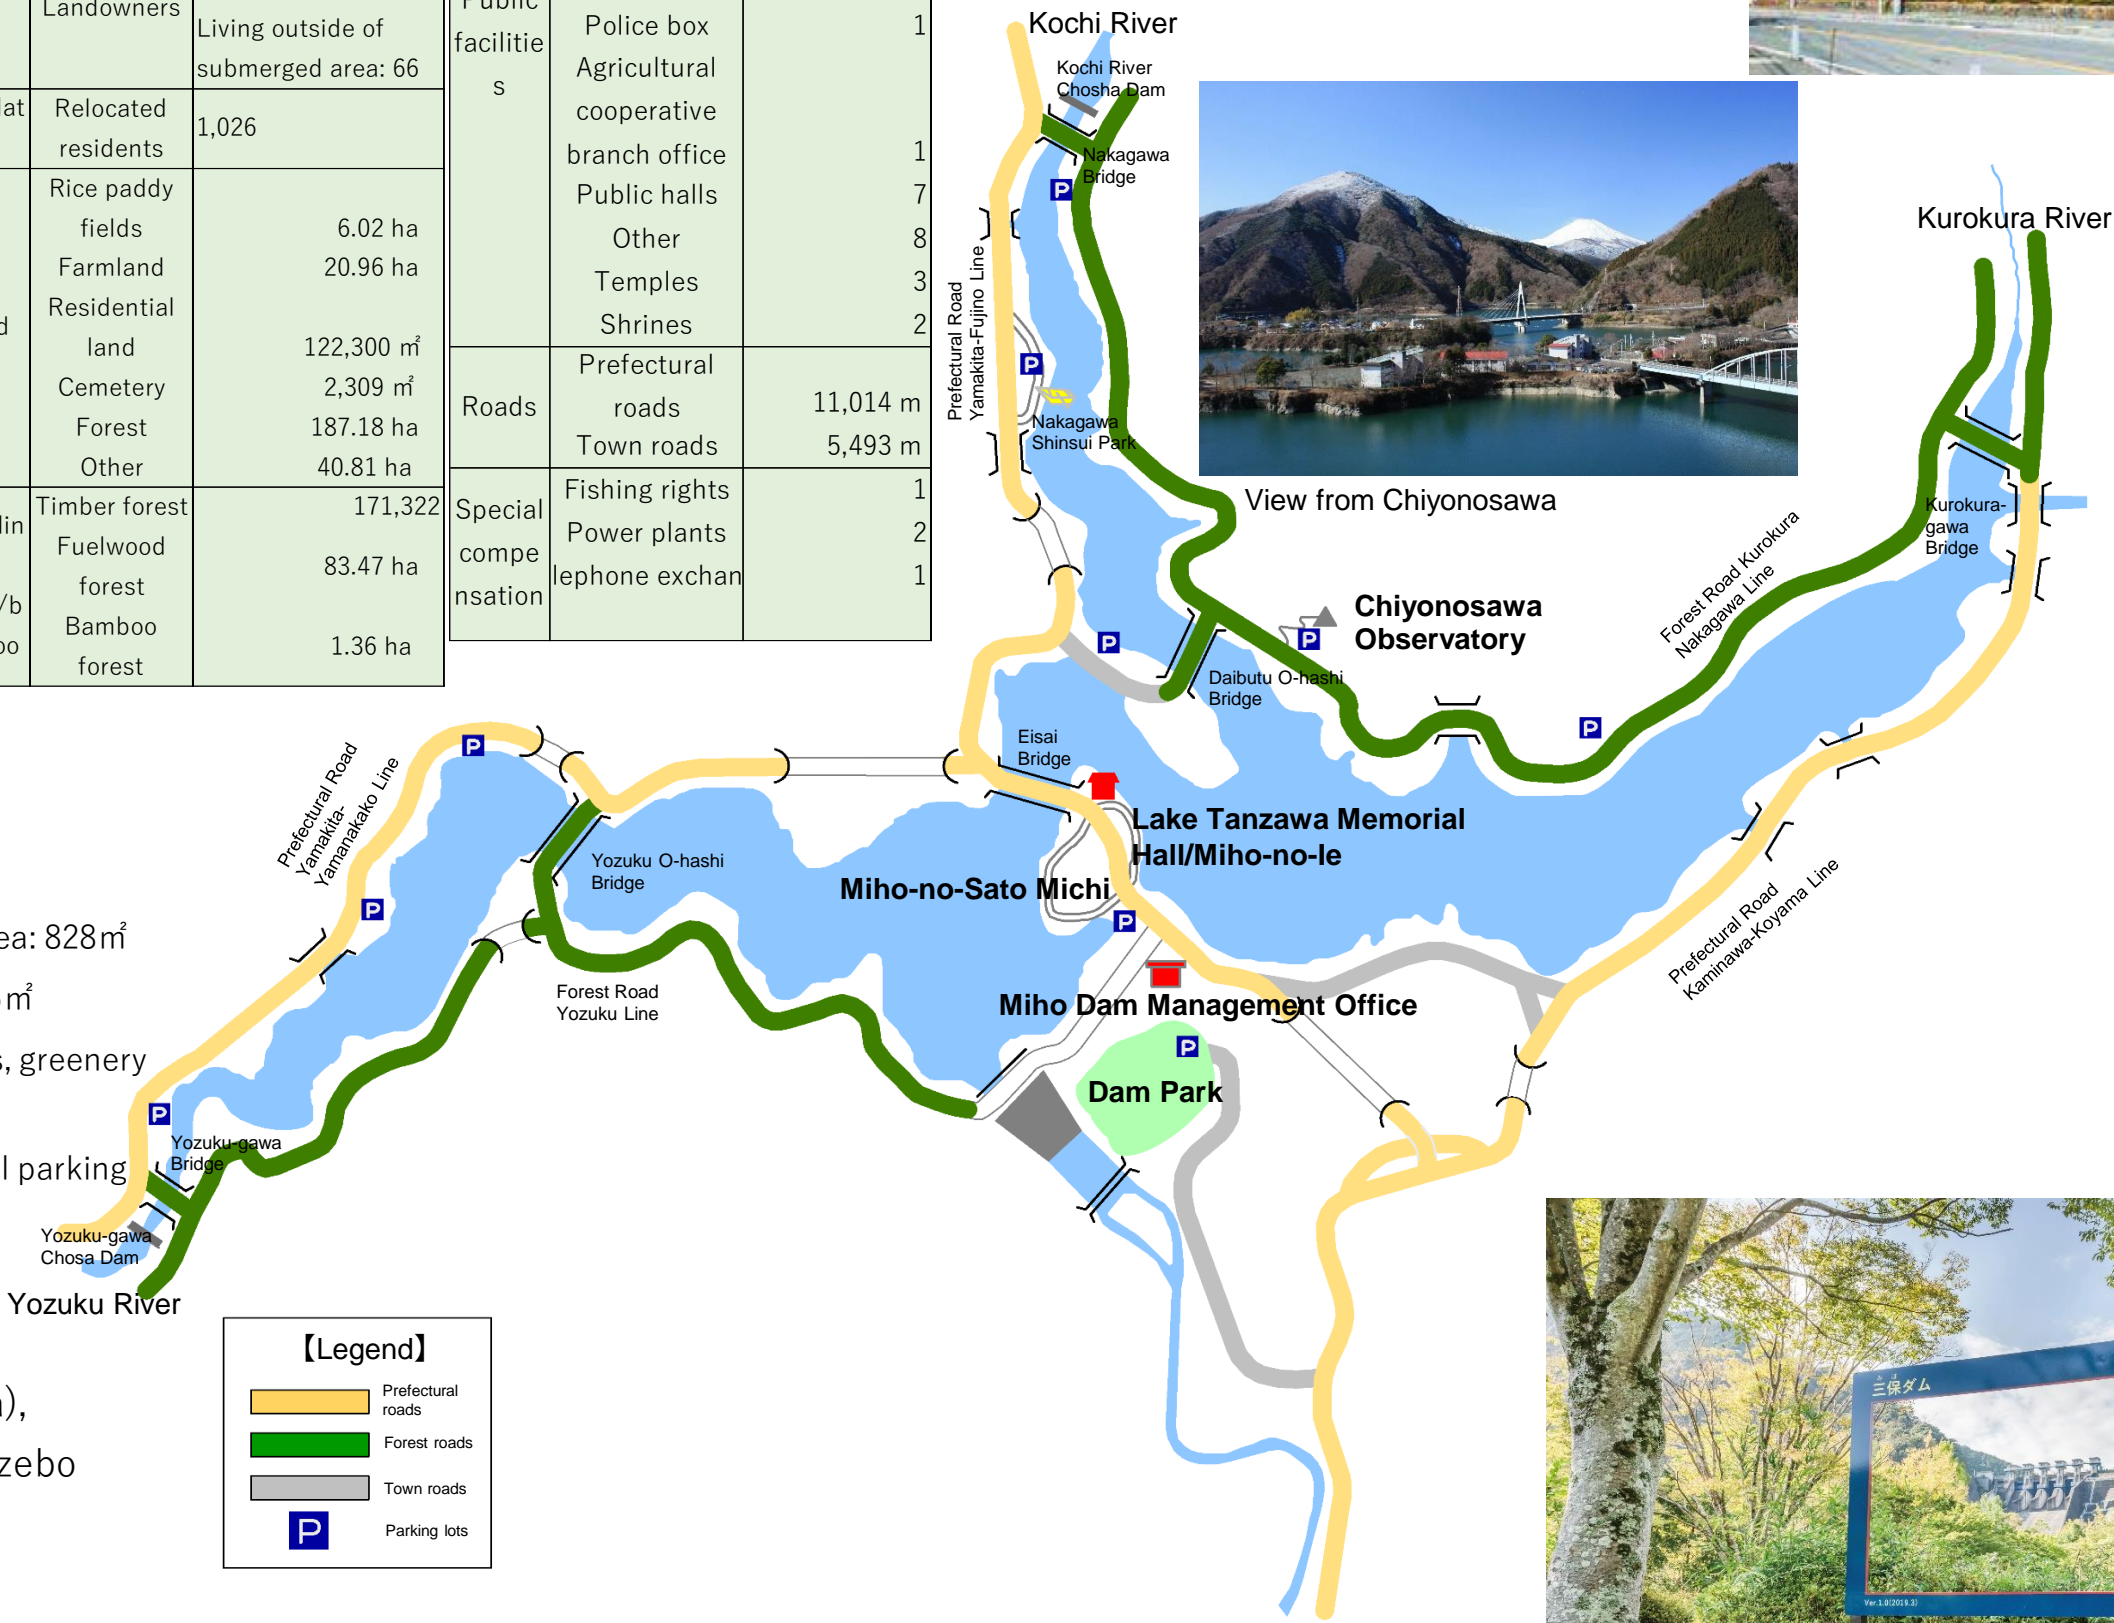 Landowners
Living outside of
submerged area: 66
Relocated
residents
1,026
Rice paddy
fields
6.02 ha
Farmland
20.96 ha
Residential
land
122,300 ㎡
Cemetery
2,309 ㎡
Forest
187.18 ha
Other
40.81 ha
Timber forest
171,322
Fuelwood
forest
83.47 ha
Bamboo
forest
1.36 ha
Public
facilitie
s
Police box
1
Agricultural
cooperative
branch office
1
Public halls
7
Other
8
Temples
3
Shrines
2
Roads
Prefectural
roads
11,014 m
Town roads
5,493 m
Special
compe
nsation
Fishing rights
1
Power plants
2
lephone exchan
1
Kochi River
Kochi River
Chosha Dam
Nakagawa
Bridge
P
Prefectural Road
Yamakita-Fujino Line
P
Nakagawa
Shinsui Park
View from Chiyonosawa
Kurokura River
Kurokura-
gawa
Bridge
Forest Road Kurokura
Nakagawa Line
Chiyonosawa
Observatory
P
P
Daibutu O-hashi
Bridge
P
Eisai
Bridge
Prefectural Road
Yamakita-
Yamanakako Line
P
P
Yozuku O-hashi
Bridge
Lake Tanzawa Memorial
Hall/Miho-no-Ie
Miho-no-Sato Michi
P
Prefectural Road
Kaminawa-Koyama Line
Forest Road
Yozuku Line
Miho Dam Management Office
P
Dam Park
ea: 828㎡
㎡
s, greenery
l parking
P
Yozuku-gawa
Bridge
Yozuku-gawa
Chosa Dam
Yozuku River
),
zebo
【Legend】
Prefectural
roads
Forest roads
Town roads
P
Parking lots
みほ
三保ダム
Ver.1.0(2019.3)